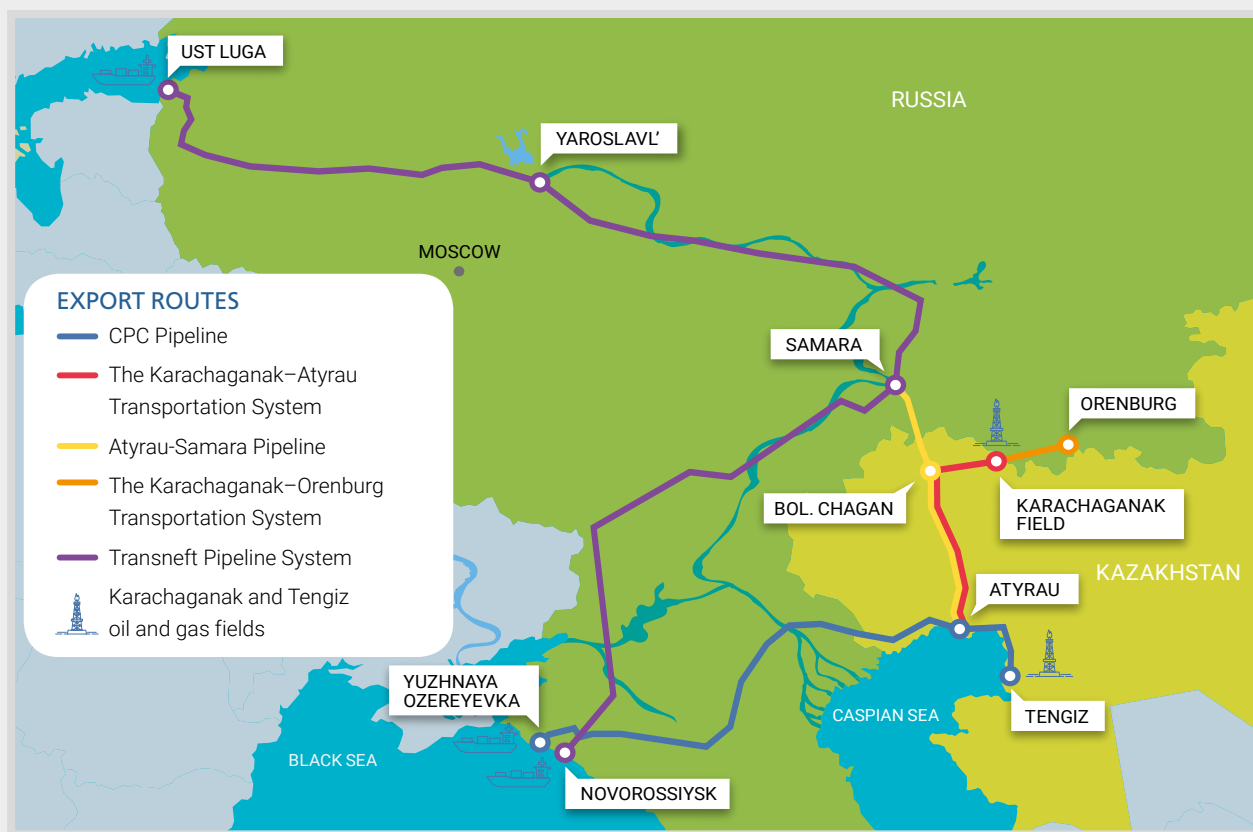 UST LUGA
RUSSIA
YAROSLAVL’
MOSCOW
EXPORT ROUTES
CPC Pipeline
The Karachaganak–Atyrau
Transportation System
Atyrau-Samara Pipeline
The Karachaganak–Orenburg
Transportation System
Transneft Pipeline System
Karachaganak and Tengiz
oil and gas fields
SAMARA
ORENBURG
BOL. CHAGAN
KARACHAGANAK
FIELD
KAZAKHSTAN
ATYRAU
YUZHNAYA
OZEREYEVKA
CASPIAN SEA
TENGIZ
BLACK SEA
NOVOROSSIYSK